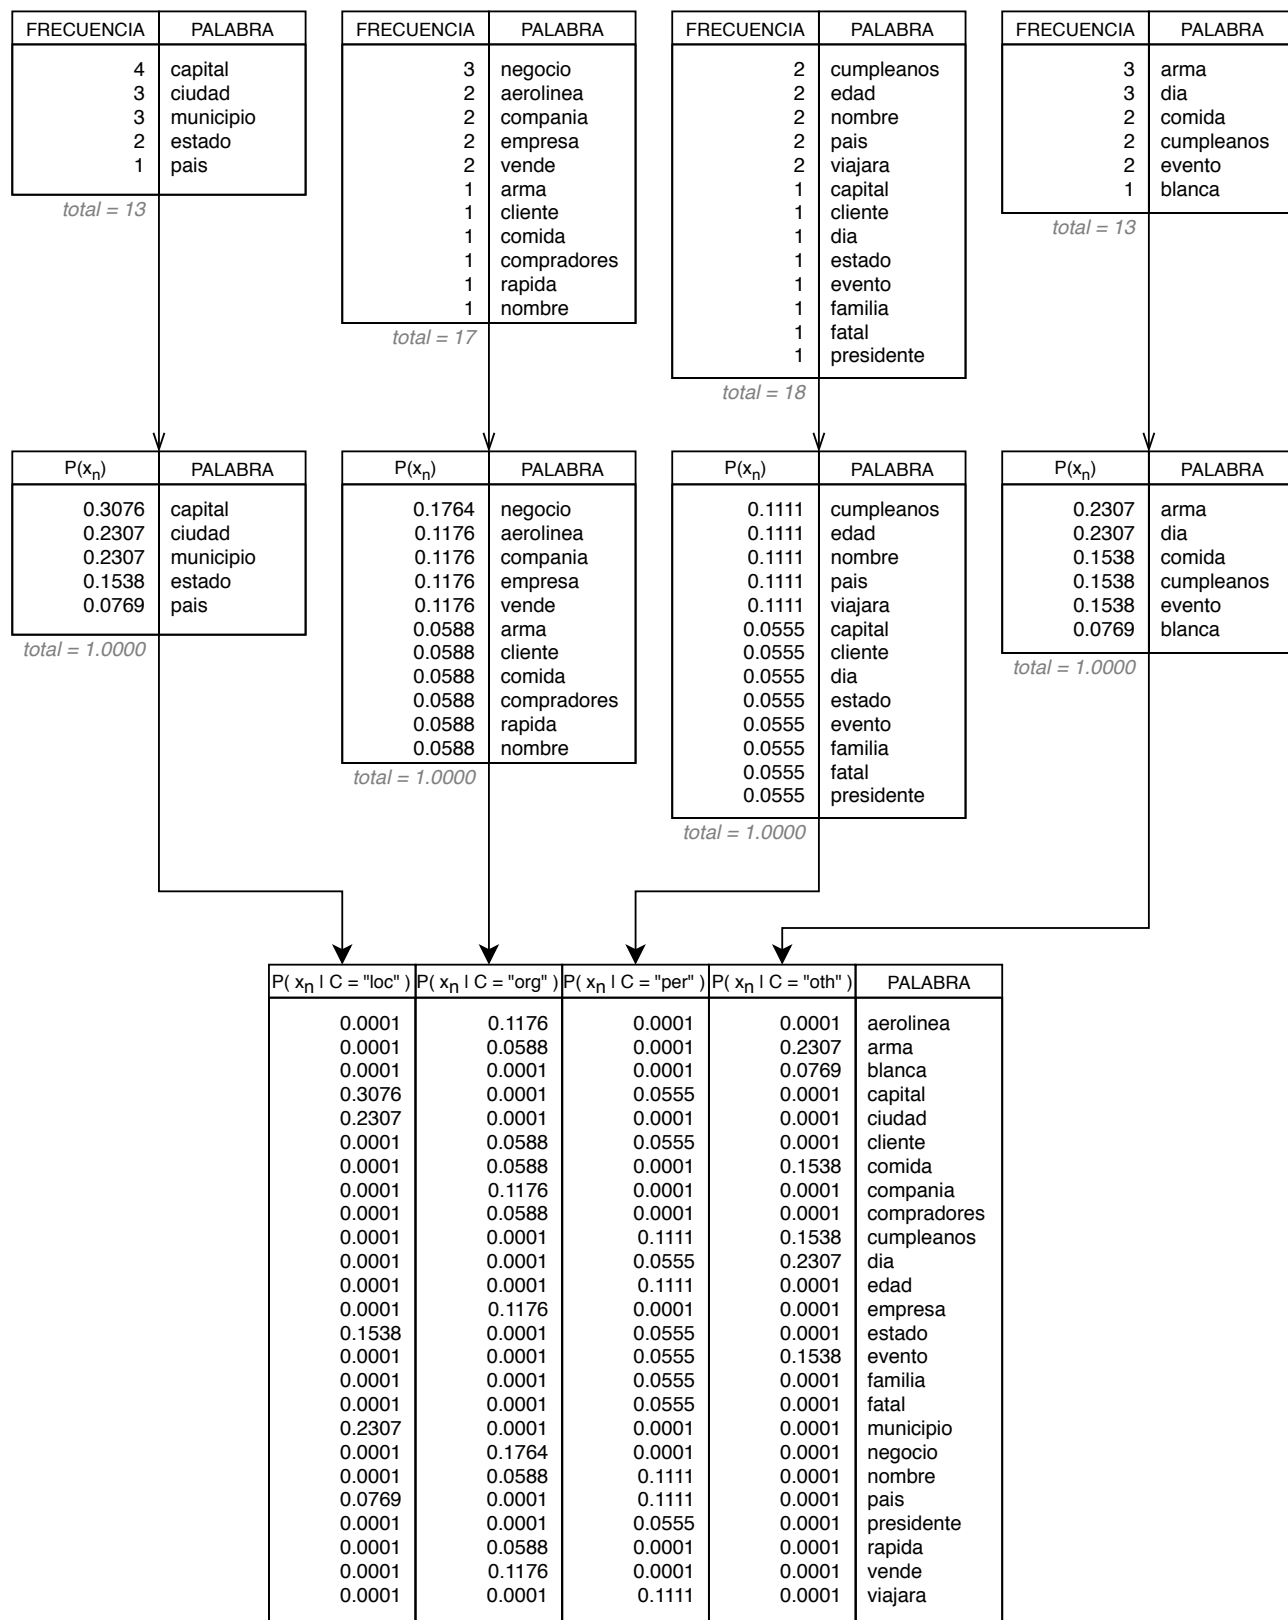 FRECUENCIA PALABRA
4 capital
3 ciudad
3 municipio
2 estado
1 pais
total = 13
FRECUENCIA PALABRA
3 negocio
2 aerolinea
2 compania
2 empresa
2 vende
1 arma
1 cliente
1 comida
1 compradores
1 rapida
1 nombre
total = 17
FRECUENCIA PALABRA
2 cumpleanos
2 edad
2 nombre
2 pais
2 viajara
1 capital
1 cliente
1 dia
1 estado
1 evento
1 familia
1 fatal
1 presidente
total = 18
FRECUENCIA PALABRA
3 arma
3 dia
2 comida
2 cumpleanos
2 evento
1 blanca
total = 13
P(xn) PALABRA
0.3076 capital
0.2307 ciudad
0.2307 municipio
0.1538 estado
0.0769 pais
total = 1.0000
P(xn) PALABRA
0.1764 negocio
0.1176 aerolinea
0.1176 compania
0.1176 empresa
0.1176 vende
0.0588 arma
0.0588 cliente
0.0588 comida
0.0588 compradores
0.0588 rapida
0.0588 nombre
total = 1.0000
P(xn) PALABRA
0.1111 cumpleanos
0.1111 edad
0.1111 nombre
0.1111 pais
0.1111 viajara
0.0555 capital
0.0555 cliente
0.0555 dia
0.0555 estado
0.0555 evento
0.0555 familia
0.0555 fatal
0.0555 presidente
total = 1.0000
P(xn) PALABRA
0.2307 arma
0.2307 dia
0.1538 comida
0.1538 cumpleanos
0.1538 evento
0.0769 blanca
total = 1.0000
P( xn | C = "loc" ) P( xn | C = "org" ) P( xn | C = "per" ) P( xn | C = "oth" ) PALABRA
0.0001 0.1176 0.0001 0.0001 aerolinea
0.0001 0.0588 0.0001 0.2307 arma
0.0001 0.0001 0.0001 0.0769 blanca
0.3076 0.0001 0.0555 0.0001 capital
0.2307 0.0001 0.0001 0.0001 ciudad
0.0001 0.0588 0.0555 0.0001 cliente
0.0001 0.0588 0.0001 0.1538 comida
0.0001 0.1176 0.0001 0.0001 compania
0.0001 0.0588 0.0001 0.0001 compradores
0.0001 0.0001 0.1111 0.1538 cumpleanos
0.0001 0.0001 0.0555 0.2307 dia
0.0001 0.0001 0.1111 0.0001 edad
0.0001 0.1176 0.0001 0.0001 empresa
0.1538 0.0001 0.0555 0.0001 estado
0.0001 0.0001 0.0555 0.1538 evento
0.0001 0.0001 0.0555 0.0001 familia
0.0001 0.0001 0.0555 0.0001 fatal
0.2307 0.0001 0.0001 0.0001 municipio
0.0001 0.1764 0.0001 0.0001 negocio
0.0001 0.0588 0.1111 0.0001 nombre
0.0769 0.0001 0.1111 0.0001 pais
0.0001 0.0001 0.0555 0.0001 presidente
0.0001 0.0588 0.0001 0.0001 rapida
0.0001 0.1176 0.0001 0.0001 vende
0.0001 0.0001 0.1111 0.0001 viajara